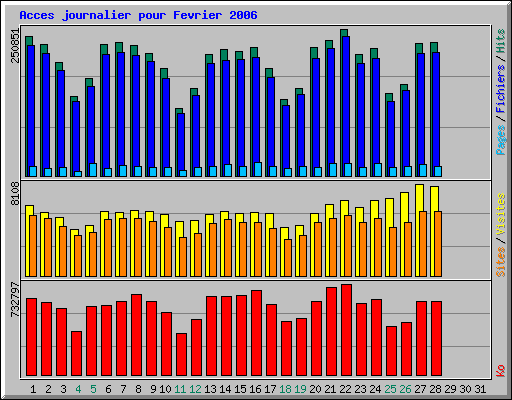 Acces journalier pour Fevrier 2006
250851
Pages / Fichiers / Hits
8108
Sites / Visites
732797
Ko
1 2 3 4 5 6 7 8 9 10 11 12 13 14 15 16 17 18 19 20 21 22 23 24 25 26 27 28 29 30 31